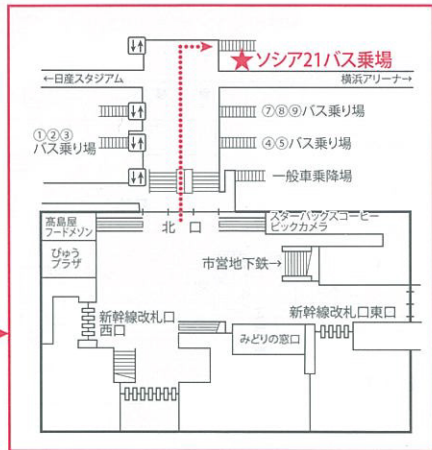 ソシア21バス乗場
←日産スタジアム
横浜アリーナ→
①②③
バス乗り場
⑦⑧⑨バス乗り場
④⑤バス乗り場
一般車乗降場
北口
髙島屋
フードメゾン
スターバックスコーヒー
ビックカメラ
びゅう
プラザ
市営地下鉄→
新幹線改札口
西口
みどりの窓口
新幹線改札口東口